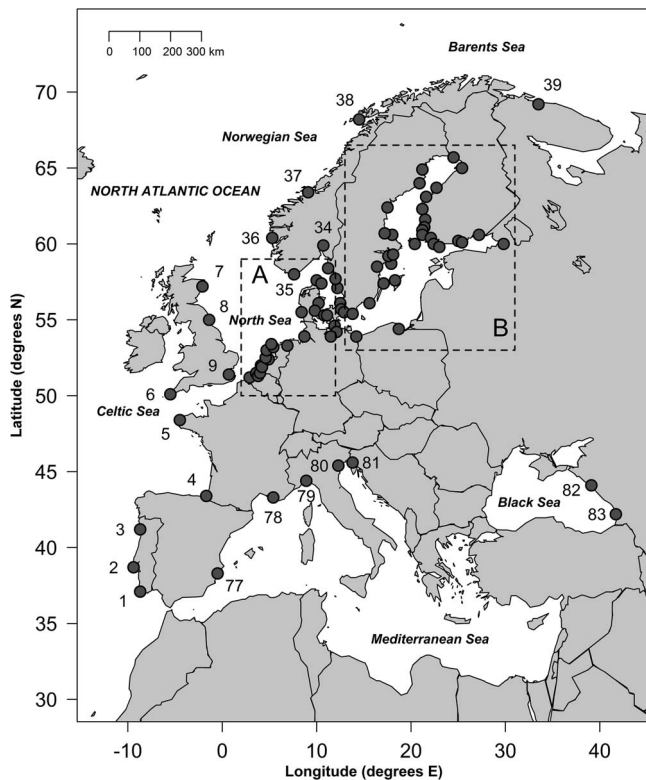 0 100 200 300 km
Barents Sea
39
38
Norwegian Sea
37
NORTH ATLANTIC OCEAN
34
36
7
A
35
8
North Sea
9
B
6
Celtic Sea
5
80
81
4
79
82
Black Sea
78
83
3
2
77
1
Mediterranean Sea
70
65
60
55
50
45
40
35
30
Latitude (degrees N)
-10 0 10 20 30 40
Longitude (degrees E)